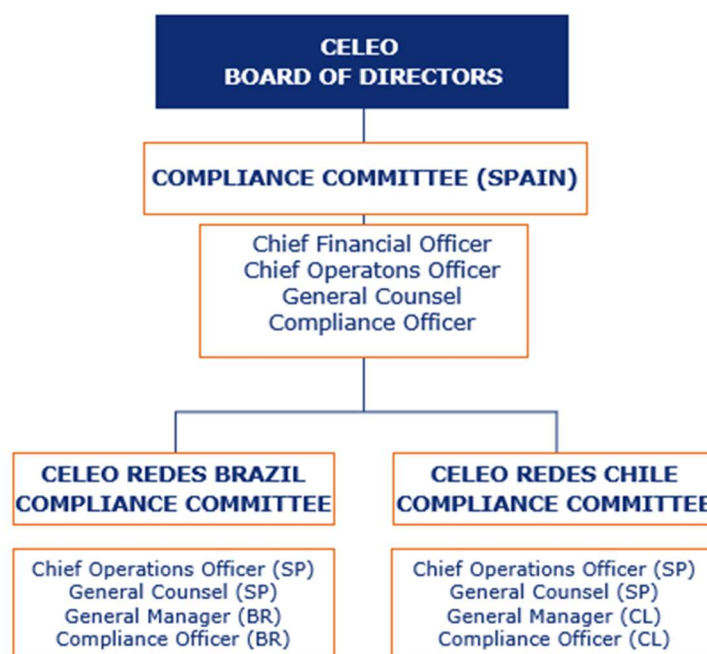 CELEO
BOARD OF DIRECTORS
COMPLIANCE COMMITTEE (SPAIN)
Chief Financial Officer
Chief Operatons Officer
General Counsel
Compliance Officer
CELEO REDES BRAZIL
COMPLIANCE COMMITTEE
Chief Operations Officer (SP)
General Counsel (SP)
General Manager (BR)
Compliance Officer (BR)
CELEO REDES CHILE
COMPLIANCE COMMITTEE
Chief Operations Officer (SP)
General Counsel (SP)
General Manager (CL)
Compliance Officer (CL)